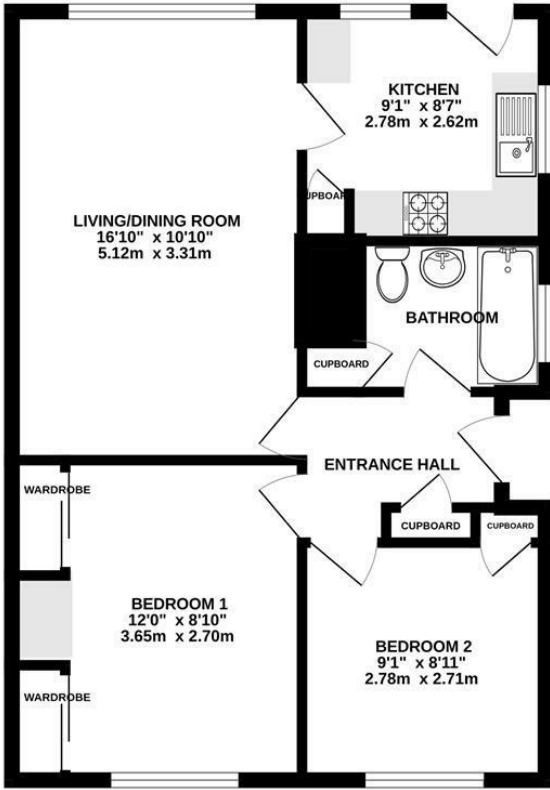 KITCHEN
9'1" x 8'7"
2.78m x 2.62m
LIVING/DINING ROOM
16'10" x 10'10"
5.12m x 3.31m
UPBOAR
BATHROOM
CUPBOARD
ENTRANCE HALL
WARDROBE
CUPBOARD
CUPBOARD
BEDROOM 1
12'0" x 8'10"
3.65m x 2.70m
BEDROOM 2
9'1" x 8'11"
2.78m x 2.71m
WARDROBE